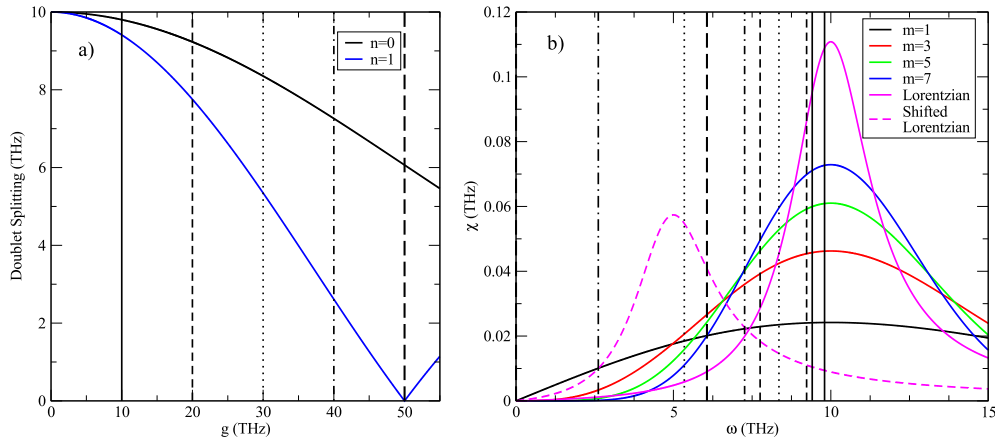 a)
n=0
n=1
Doublet Splitting (THz)
10
8
6
4
2
0
0 10 20 30 40 50
g (THz)
b)
m=1
m=3
m=5
m=7
Lorentzian
Shifted
Lorentzian
χ (THz)
0.12
0.1
0.08
0.06
0.04
0.02
0
0 5 10 15
ω (THz)